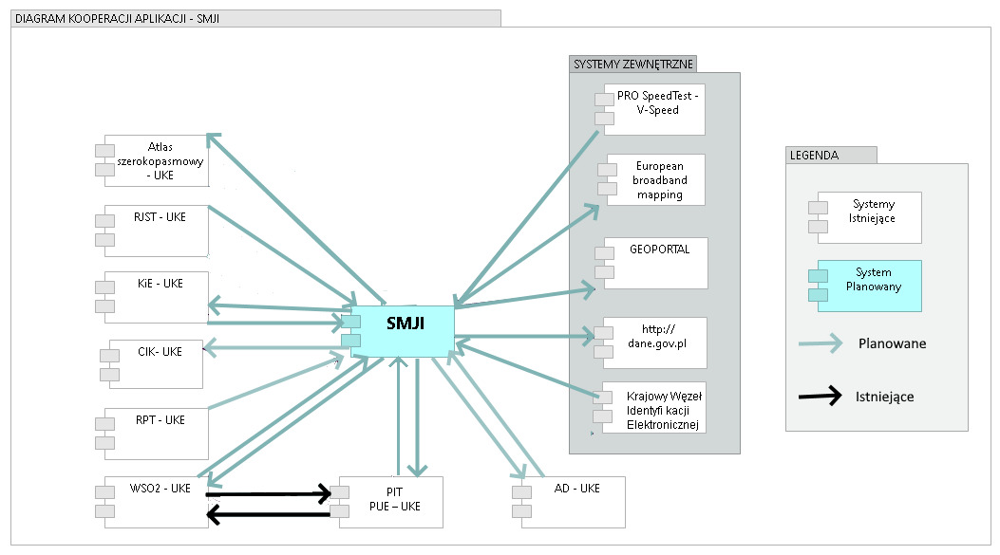 DIAGRAM KOOPERACJI APLIKACJI - SMJI
SYSTEMY ZEWNĘTRZNE
PRO SpeedTest -
V-Speed
European
broadband
mapping
GEOPORTAL
http://
dane.gov.pl
Krajowy Węzeł
Identyfi kacji
Elektronicznej
Atlas
szerokopasmowy
- UKE
RJST - UKE
KiE - UKE
CIK- UKE
RPT - UKE
WSO2 - UKE
SMJI
PIT
PUE – UKE
AD - UKE
LEGENDA
Systemy
Istniejące
System
Planowany
Planowane
Istniejące